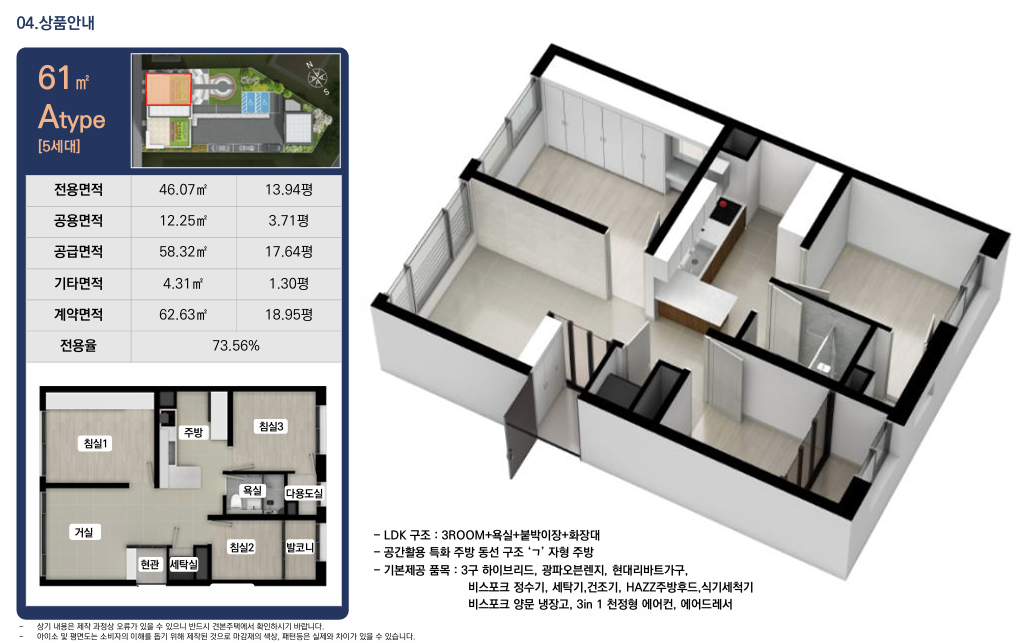 04.상품안내
61㎡
Atype
[5세대]
N
S
전용면적 46.07㎡ 13.94평
공용면적 12.25㎡ 3.71평
공급면적 58.32㎡ 17.64평
기타면적 4.31㎡ 1.30평
계약면적 62.63㎡ 18.95평
전용율 73.56%
침실1
주방
침실3
욕실
다용도실
거실
현관
세탁실
침실2
발코니
- LDK 구조 : 3ROOM+욕실+붙박이장+화장대
- 공간활용 특화 주방 동선 구조 ‘ㄱ’ 자형 주방
- 기본제공 품목 : 3구 하이브리드, 광파오븐렌지, 현대리바트가구,
비스포크 정수기, 세탁기,건조기, HAZZ주방후드,식기세척기
비스포크 양문 냉장고, 3in 1 천정형 에어컨, 에어드레서
- 상기 내용은 제작 과정상 오류가 있을 수 있으니 반드시 견본주택에서 확인하시기 바랍니다.
- 아이소 및 평면도는 소비자의 이해를 돕기 위해 제작된 것으로 마감재의 색상, 패턴등은 실제와 차이가 있을 수 있습니다.